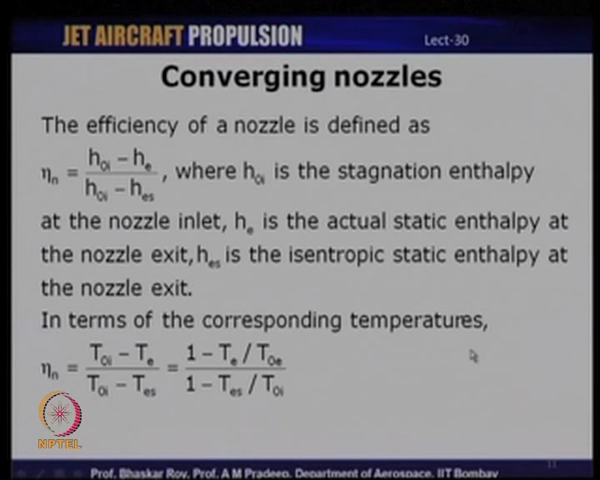 JET AIRCRAFT PROPULSION Lect-30
Converging nozzles
The efficiency of a nozzle is defined as
ηₙ = (h₀ᵢ − hₑ) / (h₀ᵢ − hₑₛ), where h₀ᵢ is the stagnation enthalpy
at the nozzle inlet, hₑ is the actual static enthalpy at
the nozzle exit, hₑₛ is the isentropic static enthalpy at
the nozzle exit.
In terms of the corresponding temperatures,
ηₙ = (T₀ᵢ − Tₑ) / (T₀ᵢ − Tₑₛ) = (1 − Tₑ / T₀ₑ) / (1 − Tₑₛ / T₀ᵢ)
NPTEL
11
Prof. Bhaskar Roy, Prof. A M Pradeep, Department of Aerospace, IIT Bombay